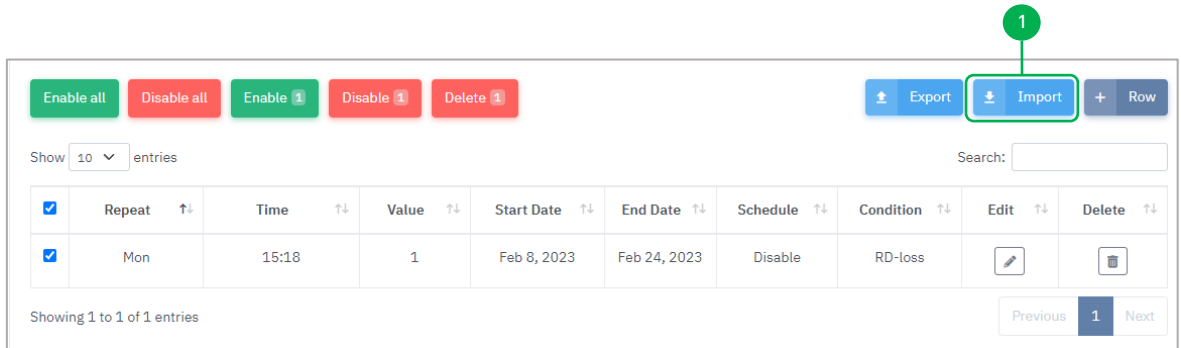 1
Enable all Disable all Enable 1 Disable 1 Delete 1 Export Import + Row
Show 10 entries Search:
Repeat Time Value Start Date End Date Schedule Condition Edit Delete
Mon 15:18 1 Feb 8, 2023 Feb 24, 2023 Disable RD-loss
Showing 1 to 1 of 1 entries Previous 1 Next